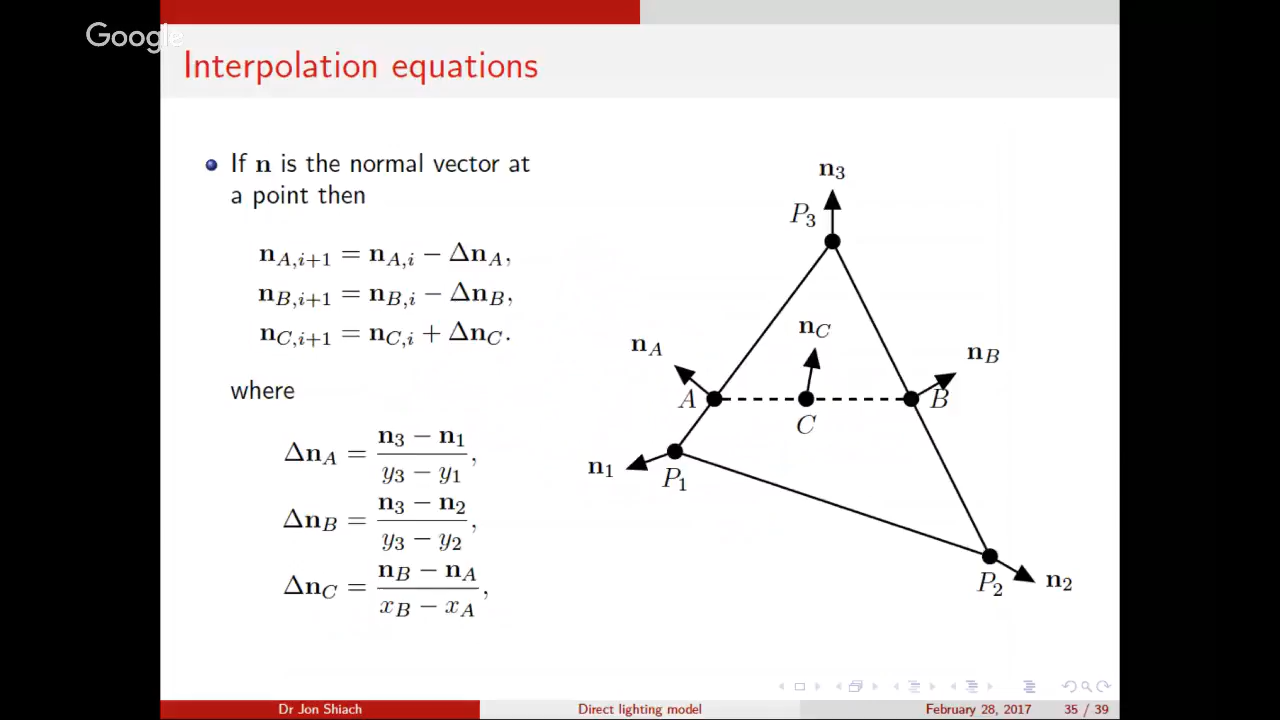 Google
Interpolation equations
If n is the normal vector at
a point then
n_{A,i+1} = n_{A,i} − Δn_A,
n_{B,i+1} = n_{B,i} − Δn_B,
n_{C,i+1} = n_{C,i} + Δn_C.
where
Δn_A = \frac{n_3 − n_1}{y_3 − y_1},
Δn_B = \frac{n_3 − n_2}{y_3 − y_2},
Δn_C = \frac{n_B − n_A}{x_B − x_A},
n_3
P_3
n_C
n_A
n_B
A
B
C
n_1
P_1
P_2
n_2
Dr Jon Shiach
Direct lighting model
February 28, 2017
35 / 39